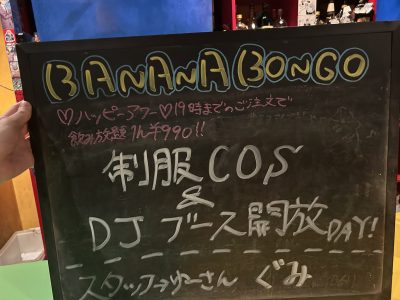 BANANA BONGO
♡ハッピーアワー♡19時までのご注文で
飲み放題 1h ¥990!!
制服COS
&
DJ ブース開放DAY!
スタッフ→ゆーさん ぐみ